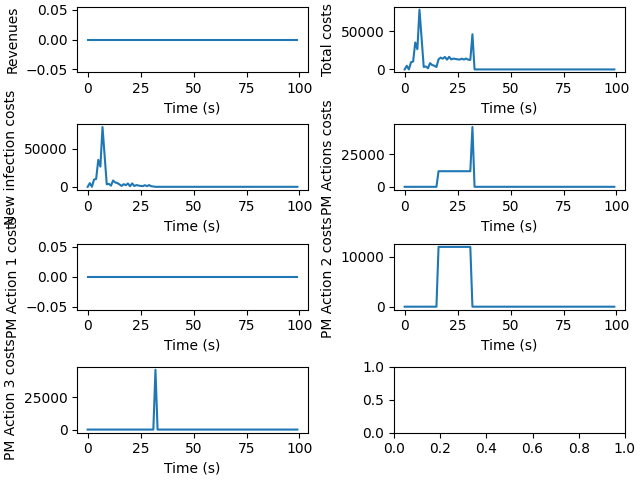 Revenues
0.05
0.00
−0.05
0 25 50 75 100
Time (s)
Total costs
50000
0
0 25 50 75 100
Time (s)
New infection costs
50000
0
0 25 50 75 100
Time (s)
PM Actions costs
25000
0
0 25 50 75 100
Time (s)
PM Action 1 costs
0.05
0.00
−0.05
0 25 50 75 100
Time (s)
PM Action 2 costs
10000
0
0 25 50 75 100
Time (s)
PM Action 3 costs
25000
0
0 25 50 75 100
Time (s)
1.0
0.5
0.0
0.0 0.2 0.4 0.6 0.8 1.0